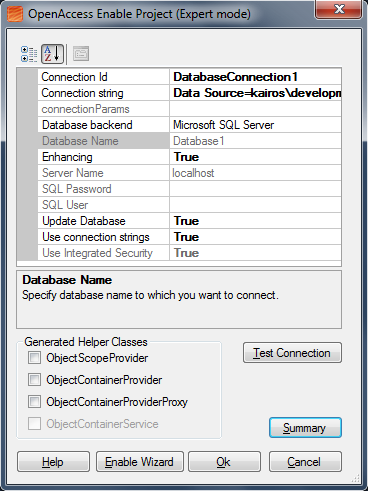 OpenAccess Enable Project (Expert mode)
Connection Id DatabaseConnection1
Connection string Data Source=kairos\developm
connectionParams
Database backend Microsoft SQL Server
Database Name Database1
Enhancing True
Server Name localhost
SQL Password
SQL User
Update Database True
Use connection strings True
Use Integrated Security True
Database Name
Specify database name to which you want to connect.
Generated Helper Classes
ObjectScopeProvider
Test Connection
ObjectContainerProvider
ObjectContainerProviderProxy
ObjectContainerService
Summary
Help Enable Wizard Ok Cancel